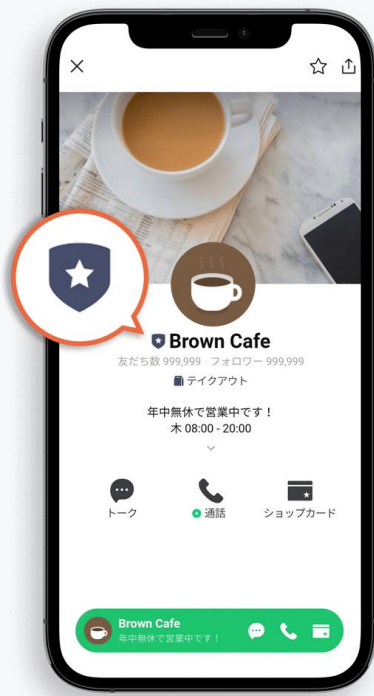 Brown Cafe
友だち数 999,999 · フォロワー 999,999
テイクアウト
年中無休で営業中です！
木 08:00 - 20:00
トーク
通話
ショップカード
Brown Cafe
年中無休で営業中です！